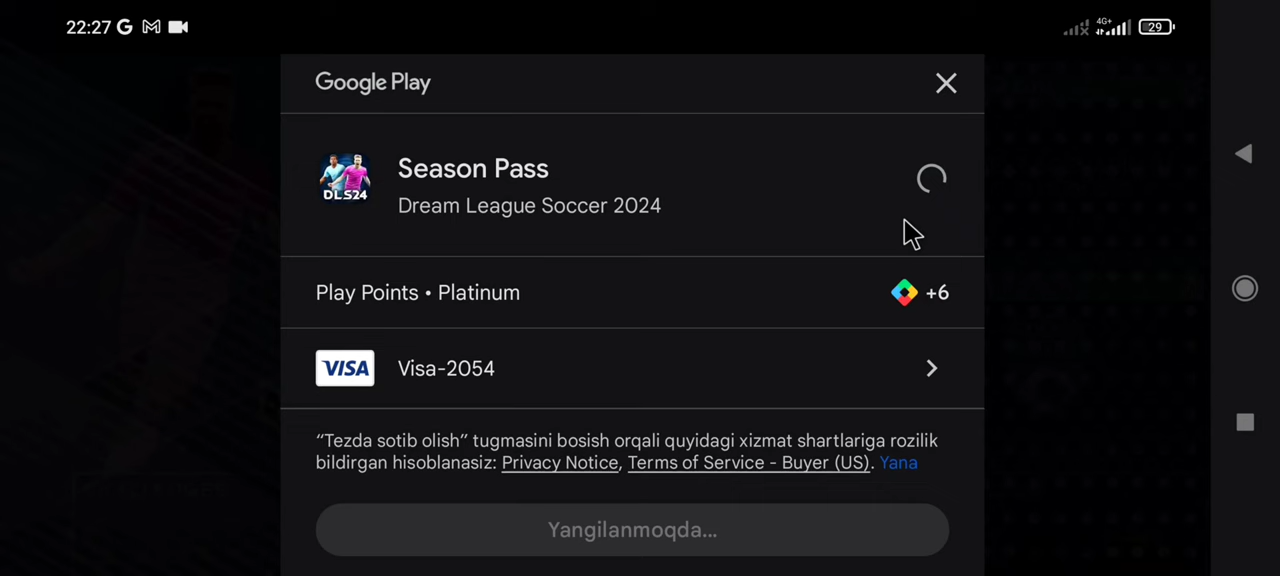 22:27
4G+
29
Google Play
DLS24
Season Pass
Dream League Soccer 2024
Play Points • Platinum
+6
VISA
Visa-2054
“Tezda sotib olish” tugmasini bosish orqali quyidagi xizmat shartlariga rozilik
bildirgan hisoblanasiz: Privacy Notice, Terms of Service - Buyer (US). Yana
Yangilanmoqda...